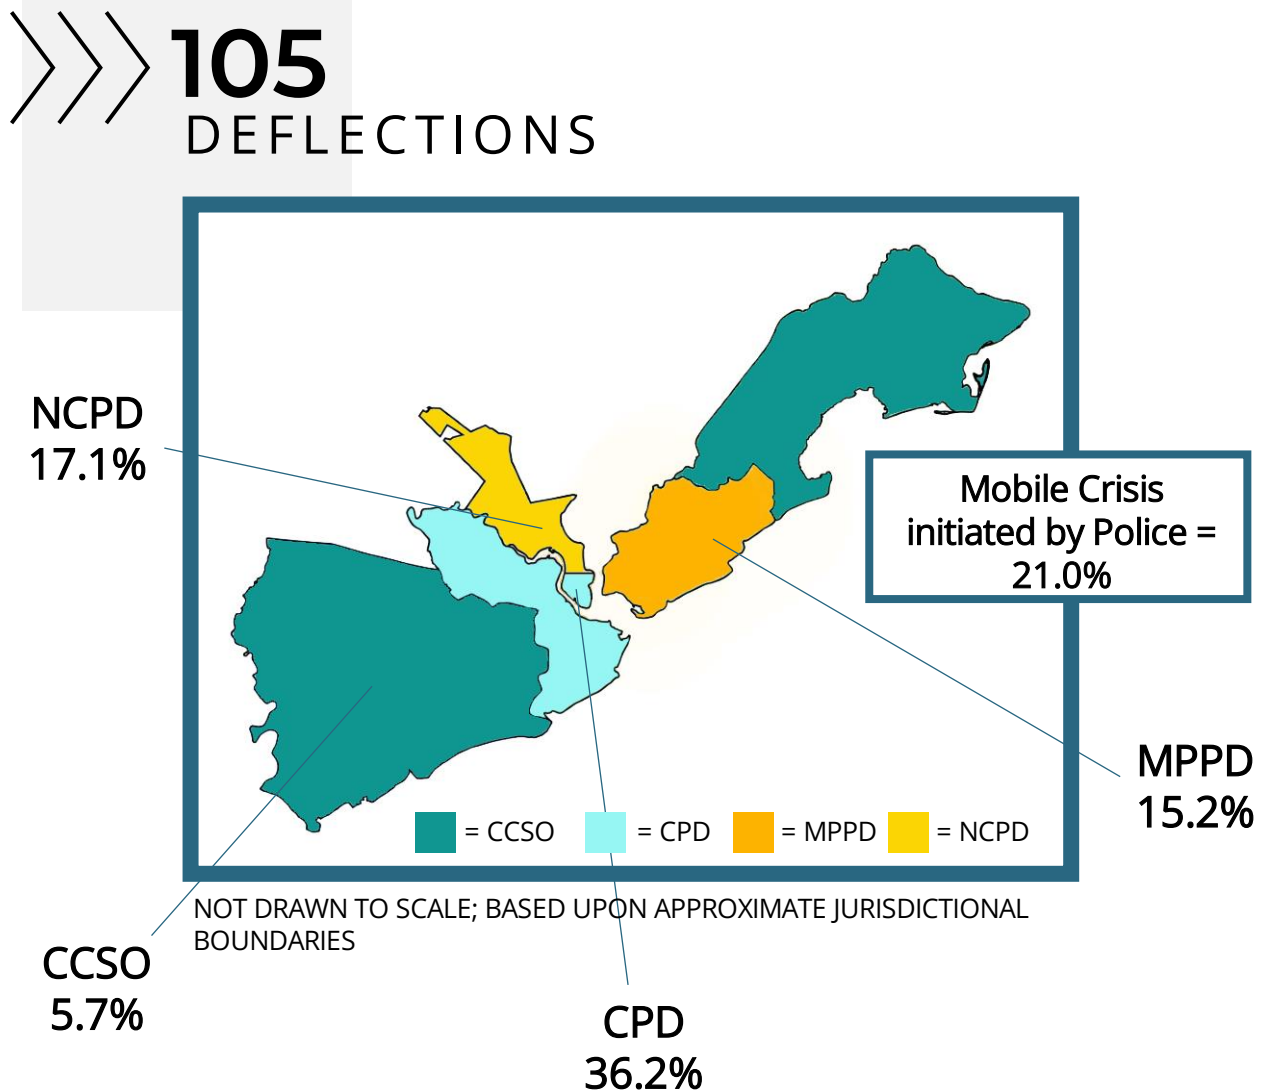 105
DEFLECTIONS
NCPD
17.1%
Mobile Crisis
initiated by Police =
21.0%
MPPD
15.2%
= CCSO
= CPD
= MPPD
= NCPD
NOT DRAWN TO SCALE; BASED UPON APPROXIMATE JURISDICTIONAL
BOUNDARIES
CCSO
5.7%
CPD
36.2%